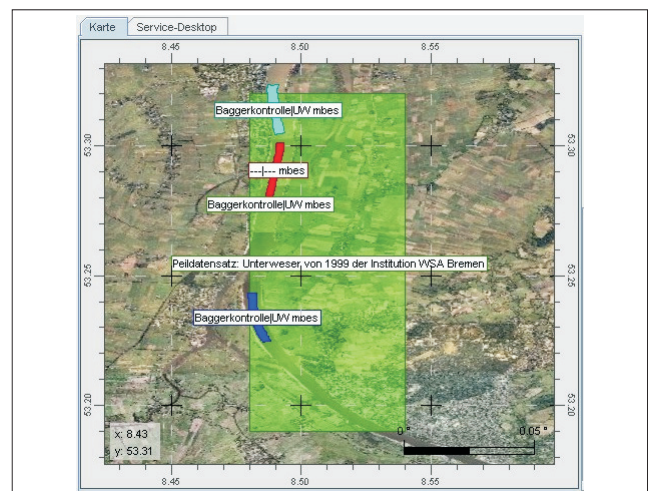 Karte Service-Desktop
8.46 8.50 8.55
Baggerkontrolle|UW mbes
53.30 53.30
---|--- mbes
Baggerkontrolle|UW mbes
Peildatensatz: Unterweser, von 1999 der Institution WSA Bremen
53.25 53.25
Baggerkontrolle|UW mbes
53.20 53.20
x: 8.43
y: 53.31
0 ° 0.05 °
8.46 8.50 8.55